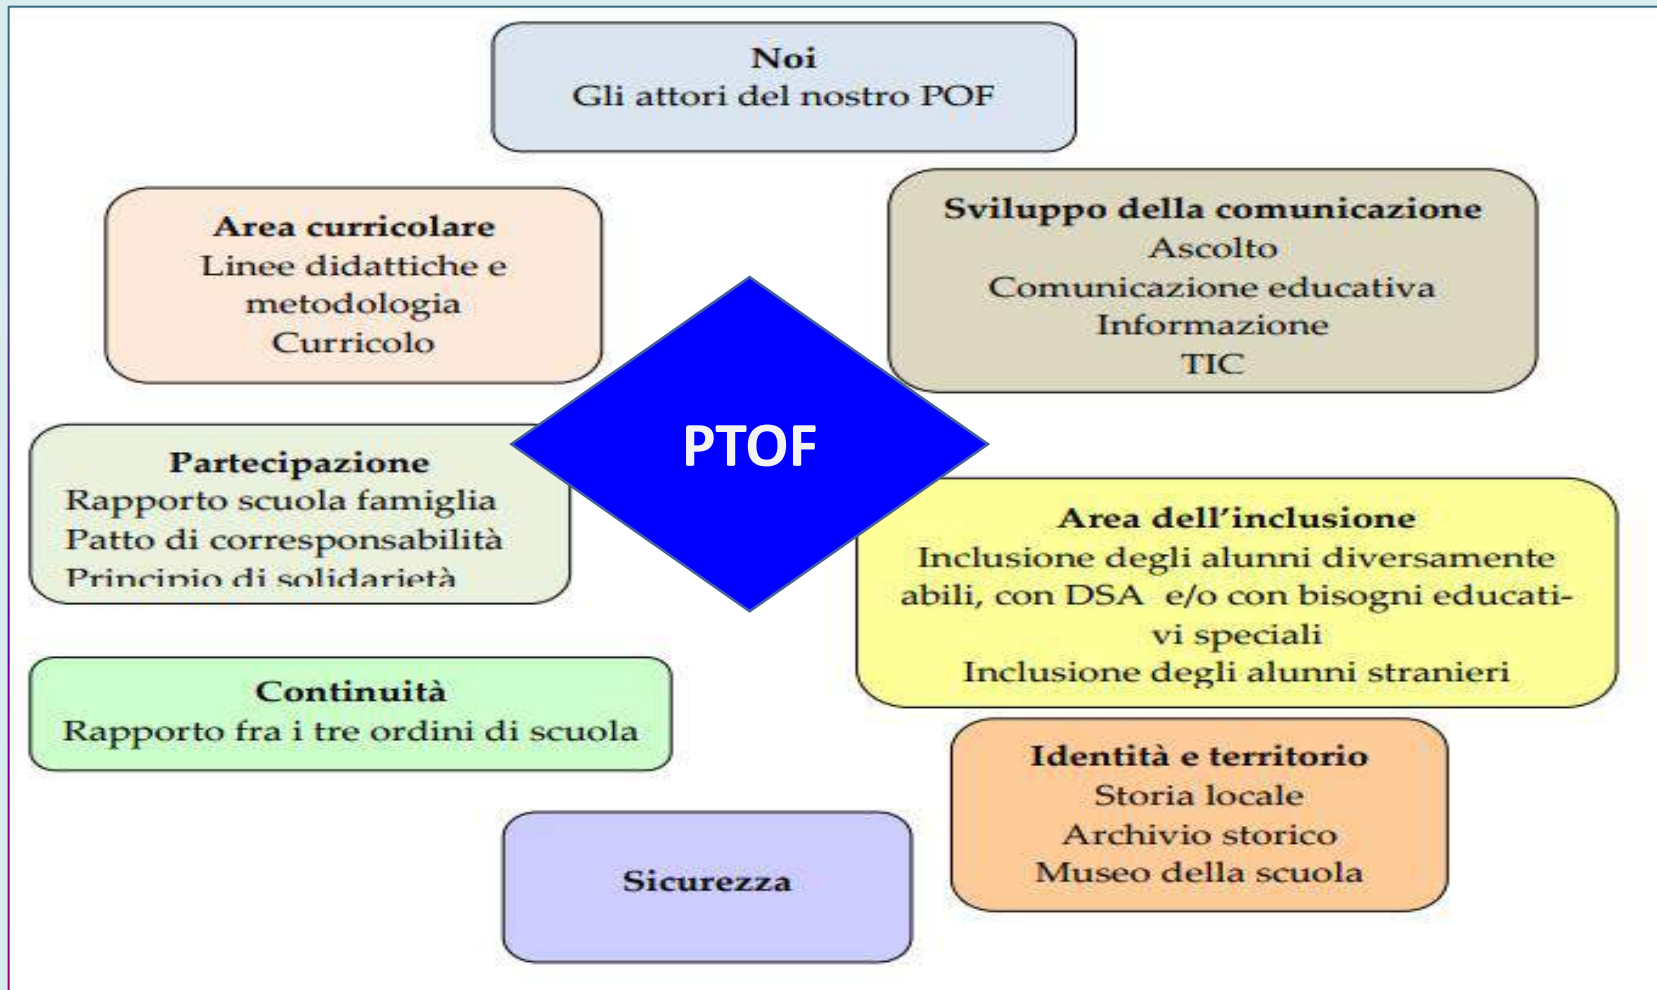 Noi
Gli attori del nostro POF
Area curricolare
Linee didattiche e
metodologia
Curricolo
Sviluppo della comunicazione
Ascolto
Comunicazione educativa
Informazione
TIC
PTOF
Partecipazione
Rapporto scuola famiglia
Patto di corresponsabilità
Principio di solidarietà
Area dell’inclusione
Inclusione degli alunni diversamente
abili, con DSA e/o con bisogni educati-
vi speciali
Inclusione degli alunni stranieri
Continuità
Rapporto fra i tre ordini di scuola
Identità e territorio
Storia locale
Archivio storico
Museo della scuola
Sicurezza